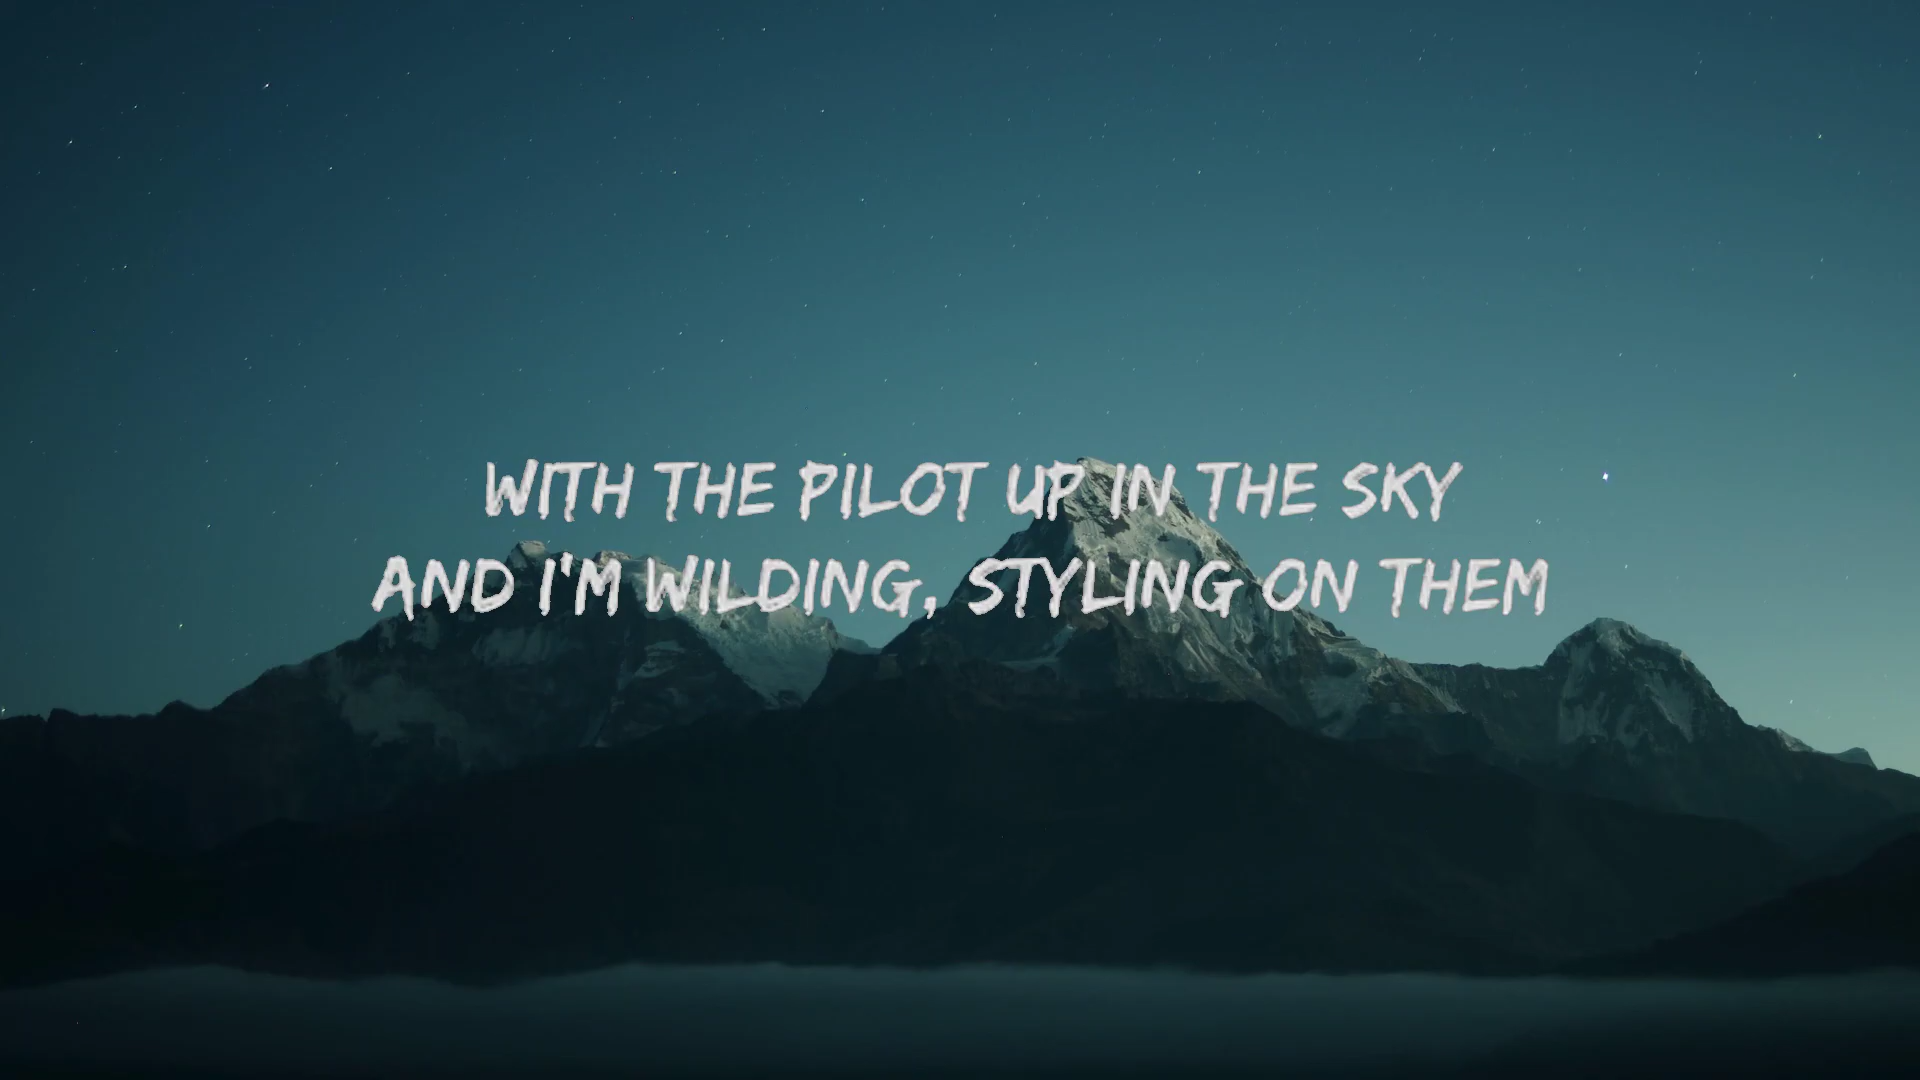 WITH THE PILOT UP IN THE SKY
AND I'M WILDING, STYLING ON THEM